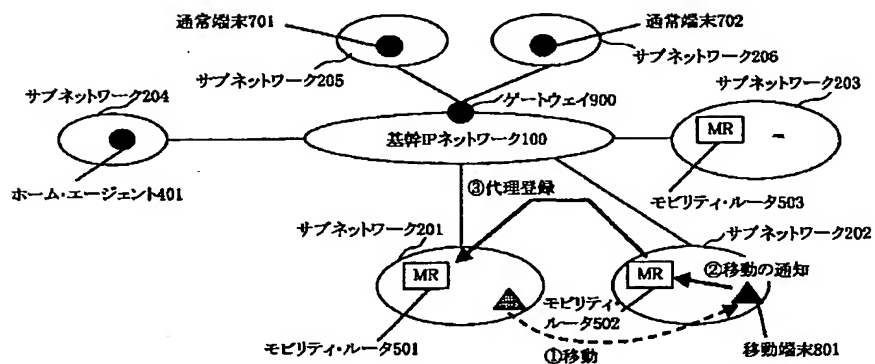 通常端末701
通常端末702
サブネットワーク205
サブネットワーク206
サブネットワーク204
ゲートウェイ900
サブネットワーク203
基幹IPネットワーク100
MR
ホーム・エージェント401
③代理登録
モビリティ・ルータ503
サブネットワーク201
サブネットワーク202
MR
MR
②移動の通知
モビリティ・
ルータ502
モビリティ・ルータ501
①移動
移動端末801